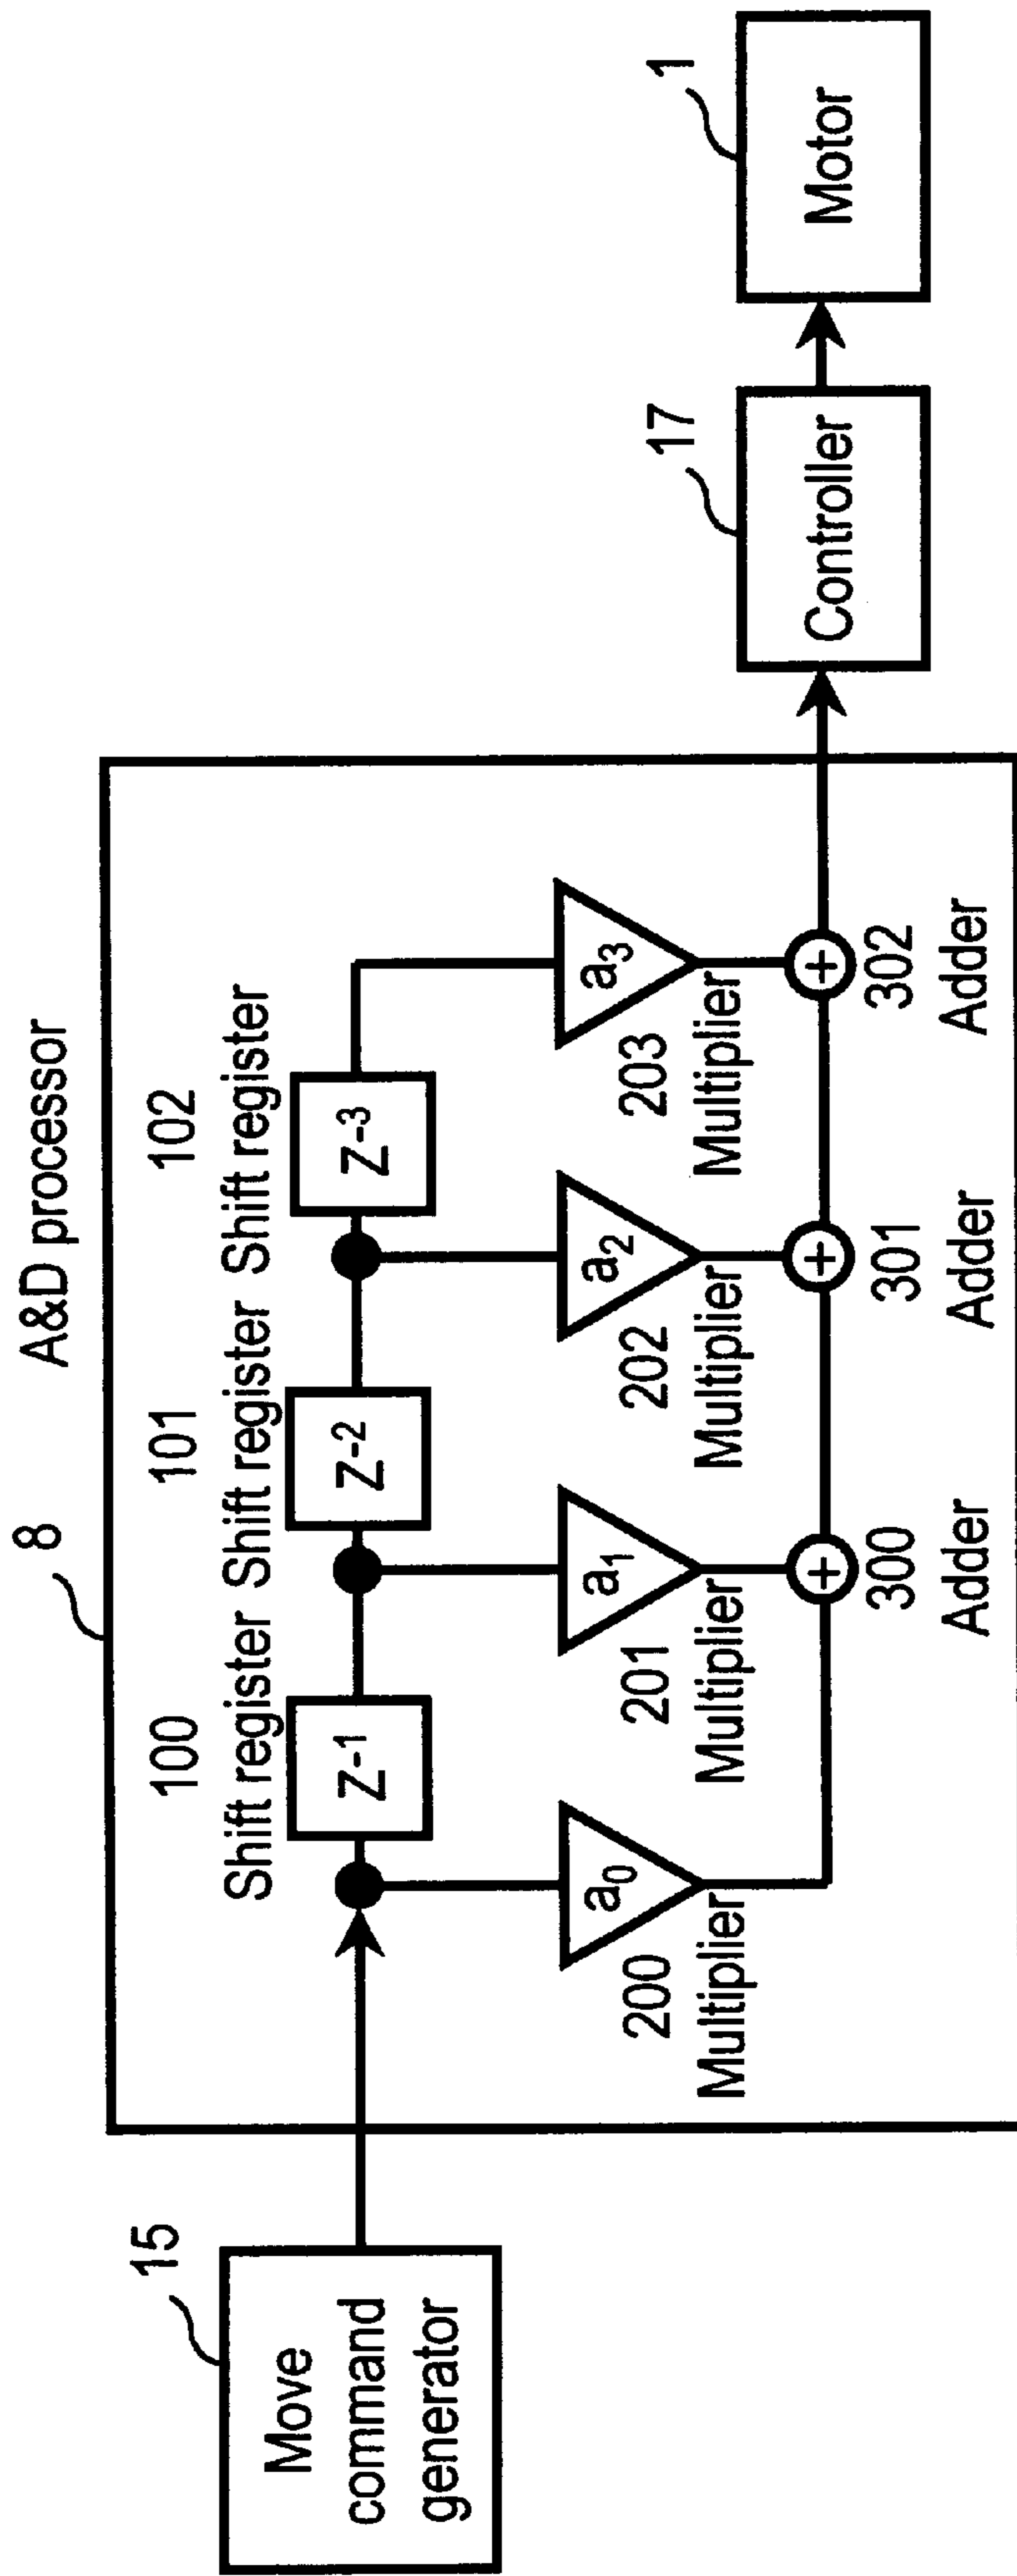 8
A&D processor
15
Move
command
generator
100
101
102
Shift register
Shift register
Shift register
Z-1
Z-2
Z-3
a0
a1
a2
a3
200
Multiplier
201
Multiplier
202
Multiplier
203
Multiplier
+
+
+
300
Adder
301
Adder
302
Adder
17
Controller
1
Motor